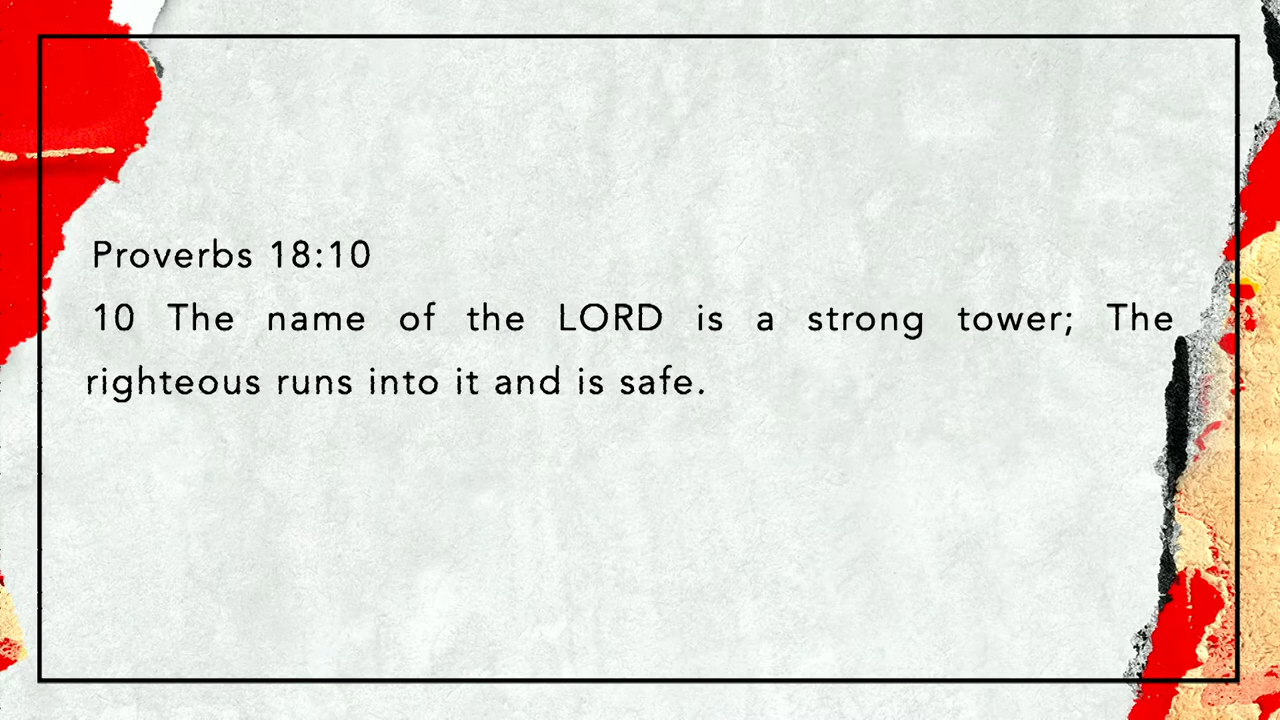 Proverbs 18:10
10 The name of the LORD is a strong tower; The
righteous runs into it and is safe.